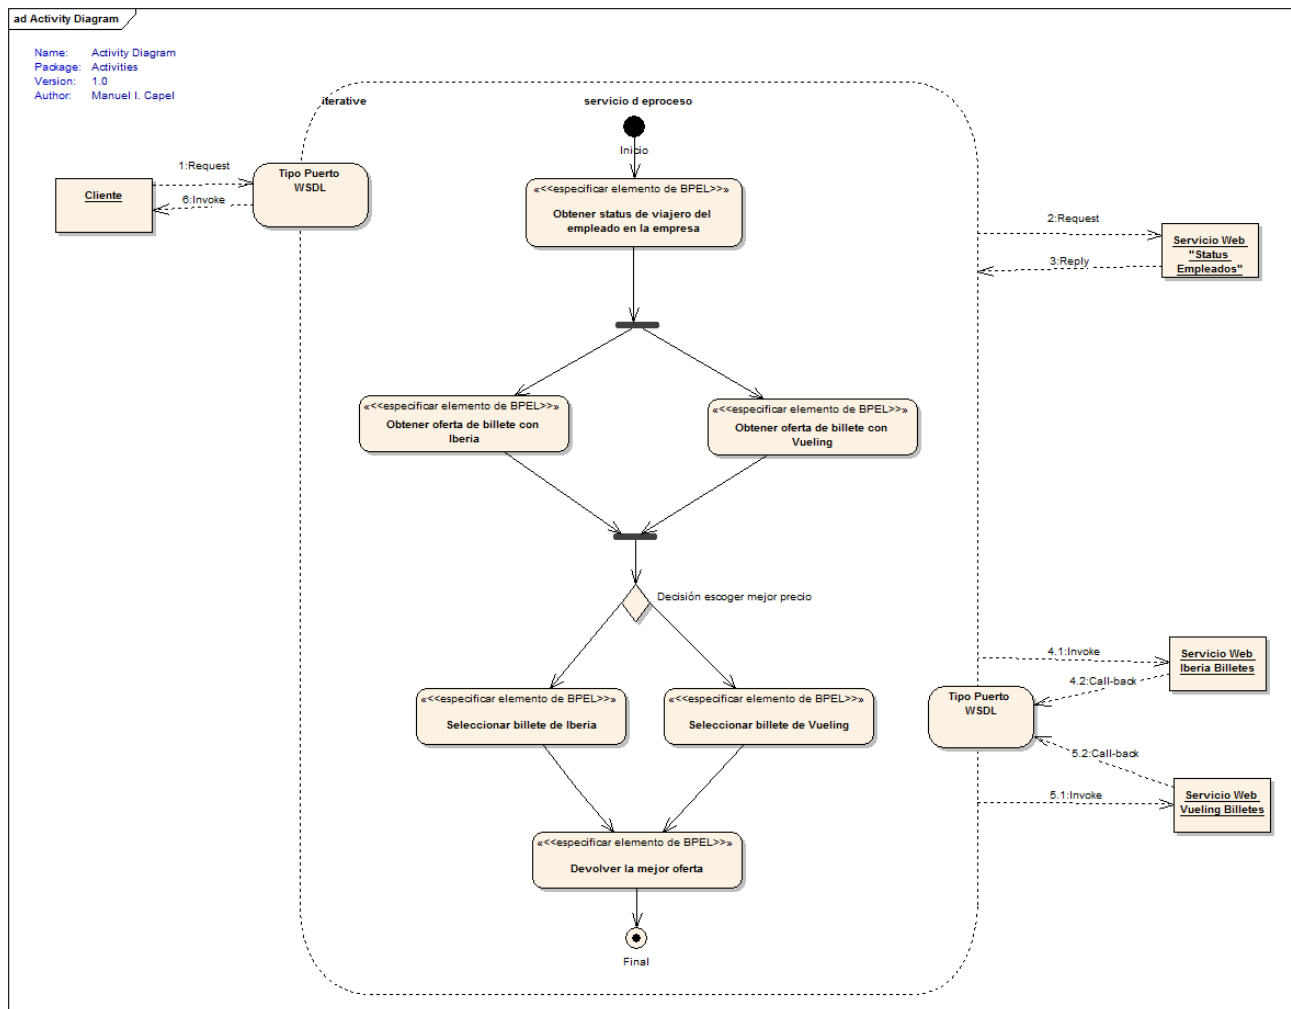 ad Activity Diagram
Name: Activity Diagram
Package: Activities
Version: 1.0
Author: Manuel I. Capel
iterative
servicio d eproceso
Inicio
1:Request
6:Invoke
Cliente
Tipo Puerto
WSDL
«<<especificar elemento de BPEL>>»
Obtener status de viajero del
empleado en la empresa
2:Request
3:Reply
Servicio Web
"Status
Empleados"
«<<especificar elemento de BPEL>>»
Obtener oferta de billete con
Iberia
«<<especificar elemento de BPEL>>»
Obtener oferta de billete con
Vueling
Decisión escoger mejor precio
«<<especificar elemento de BPEL>>»
Seleccionar billete de Iberia
«<<especificar elemento de BPEL>>»
Seleccionar billete de Vueling
4.1:Invoke
4.2:Call-back
Servicio Web
Iberia Billetes
Tipo Puerto
WSDL
5.2:Call-back
5.1:Invoke
Servicio Web
Vueling Billetes
«<<especificar elemento de BPEL>>»
Devolver la mejor oferta
Final